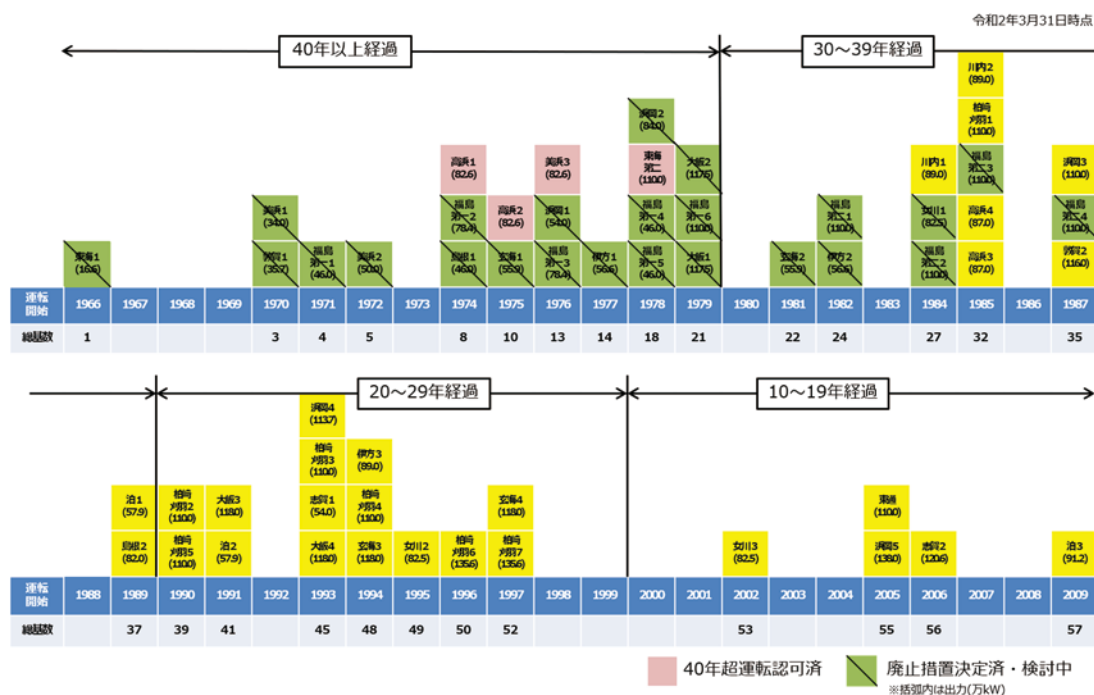 令和2年3月31日時点
40年以上経過
30～39年経過
川内2
(89.0)
柏崎
刈羽1
(110.0)
浜岡2
(84.0)
高浜1
(82.6)
美浜3
(82.6)
東海
第二
(110.0)
大飯2
(117.5)
川内1
(89.0)
福島
第二3
(110.0)
浜岡3
(110.0)
美浜1
(34.0)
福島
第一2
(78.4)
高浜2
(82.6)
浜岡1
(54.0)
福島
第一4
(46.0)
福島
第一6
(110.0)
福島
第二1
(110.0)
女川1
(82.5)
高浜4
(87.0)
福島
第二4
(110.0)
東海1
(16.6)
敦賀1
(35.7)
福島
第一1
(46.0)
美浜2
(50.0)
島根1
(46.0)
玄海1
(55.9)
福島
第一3
(78.4)
伊方1
(56.6)
福島
第一5
(46.0)
大飯1
(117.5)
玄海2
(55.9)
伊方2
(56.6)
福島
第二2
(110.0)
高浜3
(87.0)
敦賀2
(116.0)
運転
開始
1966 1967 1968 1969 1970 1971 1972 1973 1974 1975 1976 1977 1978 1979 1980 1981 1982 1983 1984 1985 1986 1987
総基数 1 3 4 5 8 10 13 14 18 21 22 24 27 32 35
20～29年経過
10～19年経過
浜岡4
(113.7)
柏崎
刈羽3
(110.0)
伊方3
(89.0)
泊1
(57.9)
柏崎
刈羽2
(110.0)
大飯3
(118.0)
志賀1
(54.0)
柏崎
刈羽4
(110.0)
玄海4
(118.0)
東通
(110.0)
島根2
(82.0)
柏崎
刈羽5
(110.0)
泊2
(57.9)
大飯4
(118.0)
玄海3
(118.0)
女川2
(82.5)
柏崎
刈羽6
(135.6)
柏崎
刈羽7
(135.6)
女川3
(82.5)
浜岡5
(138.0)
志賀2
(120.6)
泊3
(91.2)
運転
開始
1988 1989 1990 1991 1992 1993 1994 1995 1996 1997 1998 1999 2000 2001 2002 2003 2004 2005 2006 2007 2008 2009
総基数 37 39 41 45 48 49 50 52 53 55 56 57
40年超運転認可済
廃止措置決定済・検討中
※括弧内は出力(万kW)